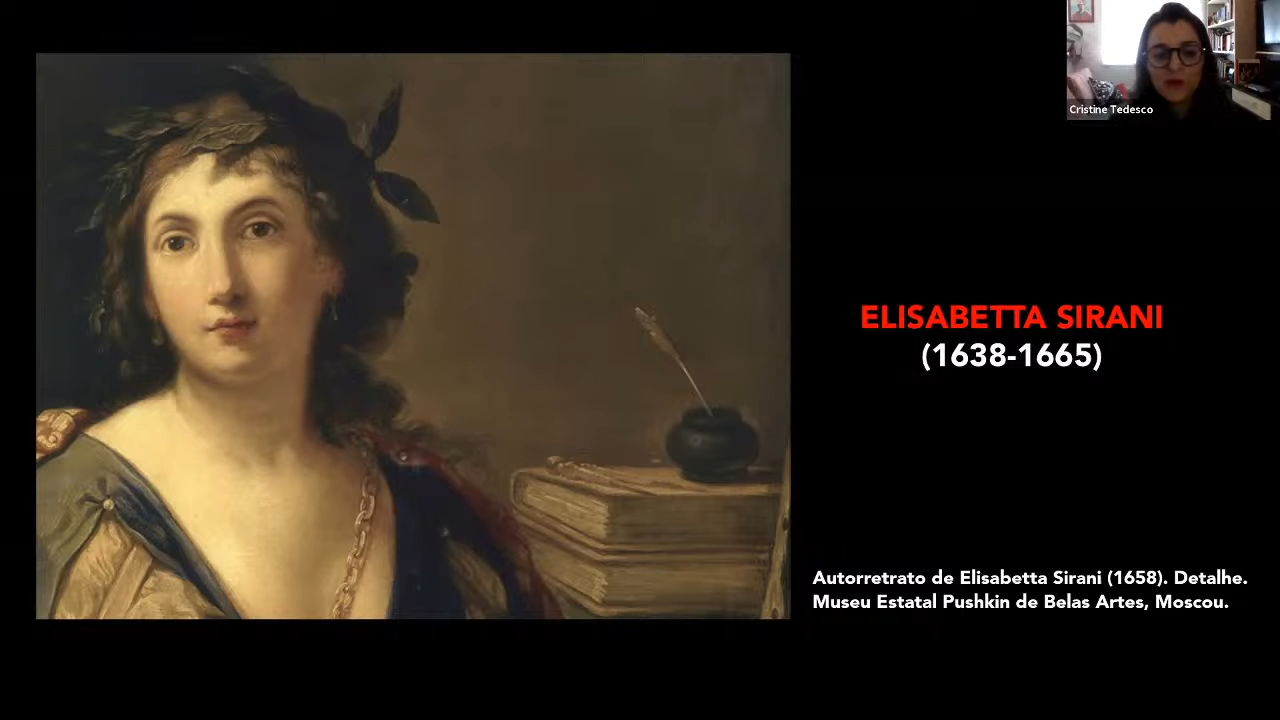 Cristine Tedesco
ELISABETTA SIRANI
(1638-1665)
Autorretrato de Elisabetta Sirani (1658). Detalhe.
Museu Estatal Pushkin de Belas Artes, Moscou.